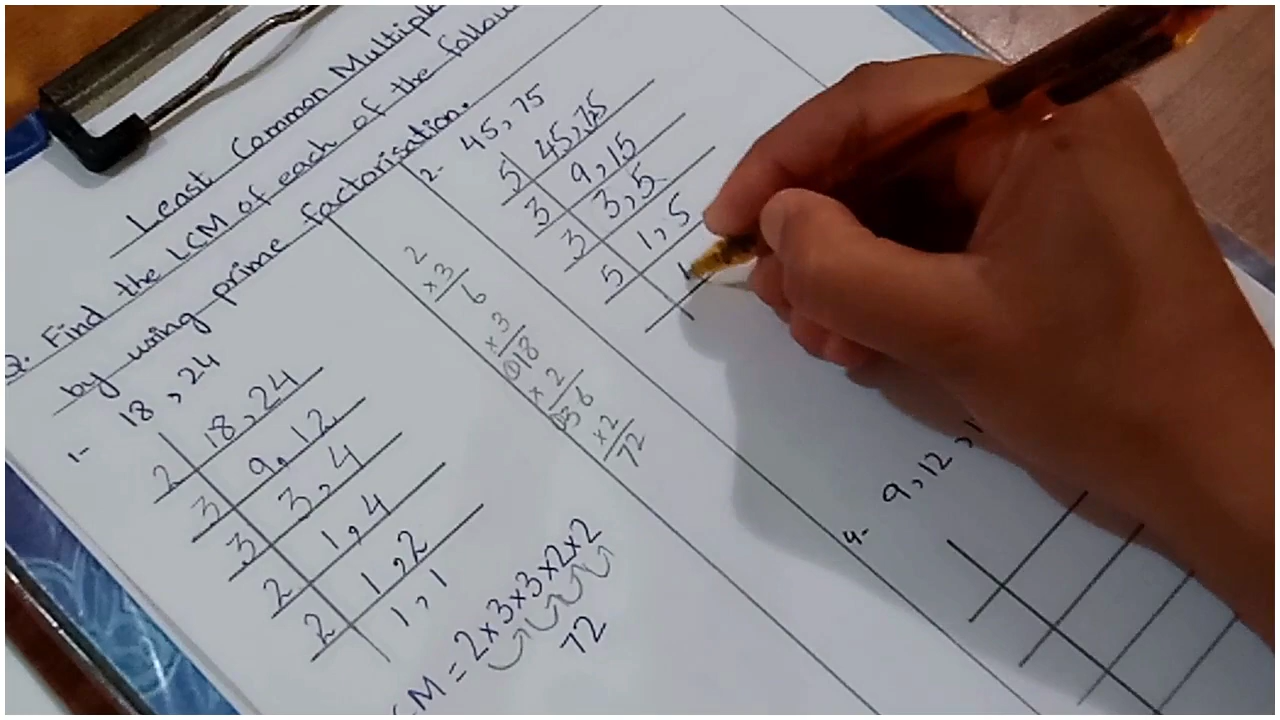 Least Common Multiple
Q. Find the LCM of each of the
by using prime factorisation.
1- 18, 24
2 18, 24
3 9, 12
3 3, 4
2 1, 4
2 1, 2
1, 1
= 2×3×3×2×2
72
2
×3
6
×3
18
×2
36
×2
72
2- 45, 75
5 45, 75
3 9, 15
3 3, 5
5 1, 5
4- 9, 12,